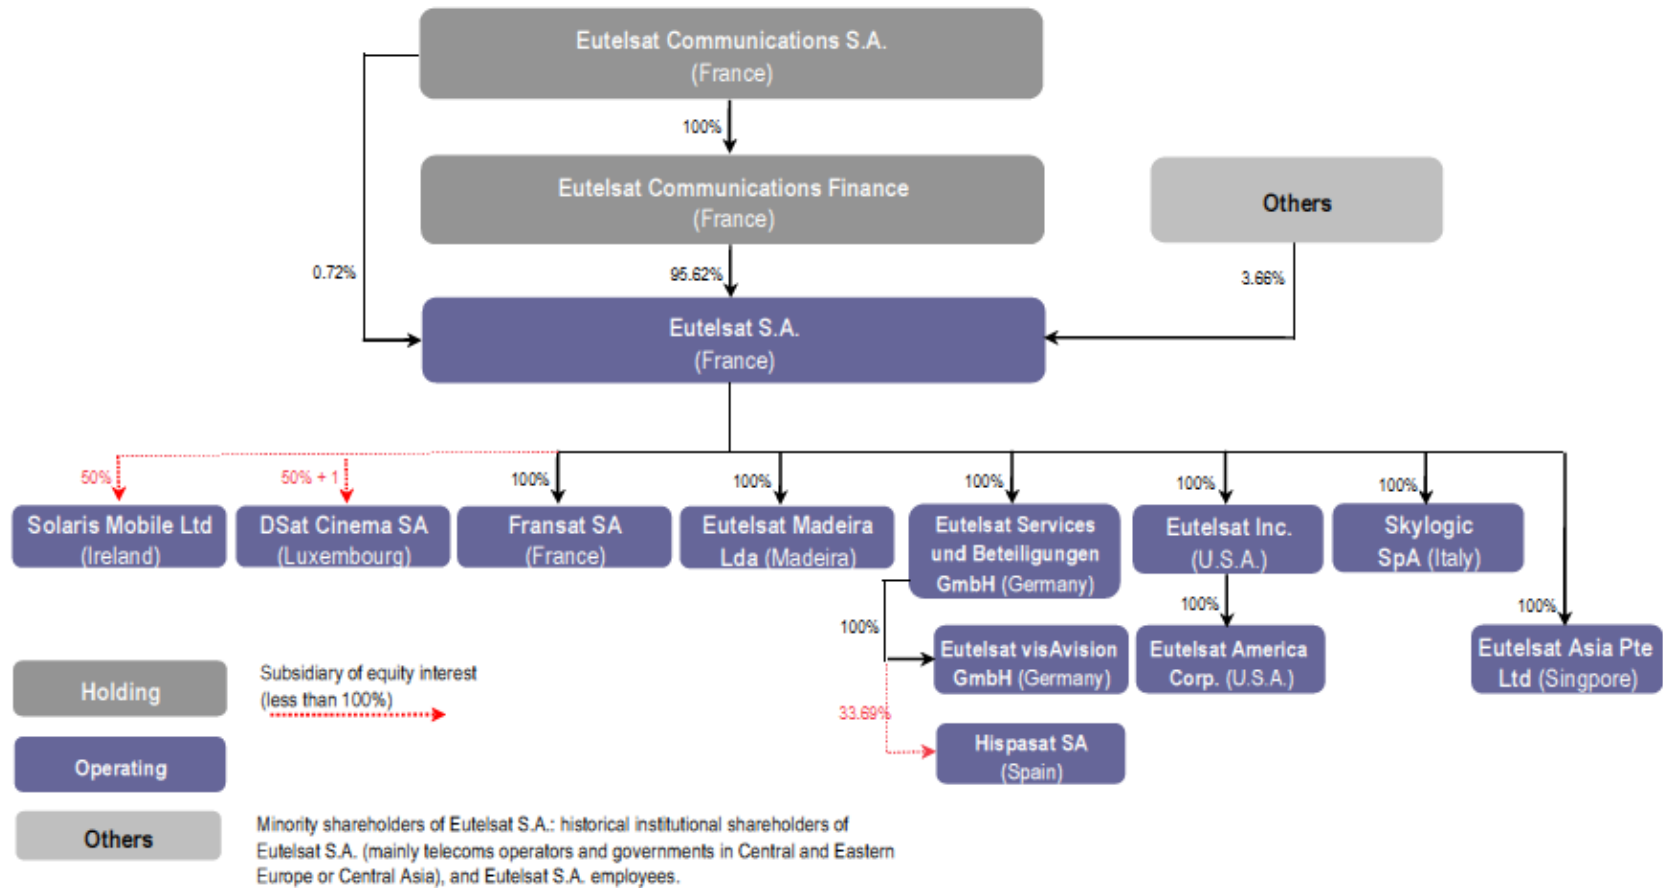 Eutelsat Communications S.A.
(France)
100%
Eutelsat Communications Finance
(France)
Others
0.72%
95.62%
3.66%
Eutelsat S.A.
(France)
50%
50% + 1
100%
100%
100%
100%
100%
Solaris Mobile Ltd
(Ireland)
DSat Cinema SA
(Luxembourg)
Fransat SA
(France)
Eutelsat Madeira
Lda (Madeira)
Eutelsat Services
und Beteiligungen
GmbH (Germany)
Eutelsat Inc.
(U.S.A.)
Skylogic
SpA (Italy)
100%
100%
100%
Eutelsat visAvision
GmbH (Germany)
Eutelsat America
Corp. (U.S.A.)
Eutelsat Asia Pte
Ltd (Singpore)
33.69%
Hispasat SA
(Spain)
Holding
Subsidiary of equity interest
(less than 100%)
Operating
Others
Minority shareholders of Eutelsat S.A.: historical institutional shareholders of
Eutelsat S.A. (mainly telecoms operators and governments in Central and Eastern
Europe or Central Asia), and Eutelsat S.A. employees.